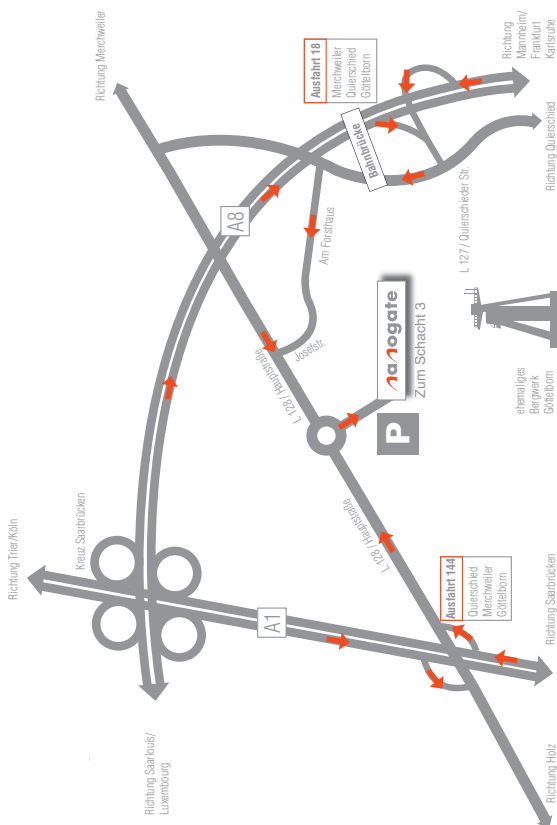 Richtung Merchweiler
Ausfahrt 18
Merchweiler
Quierschied
Göttelborn
Richtung
Mannheim/
Frankfurt
Karlsruhe
Bahnbrücke
Richtung Quierschied
L 127 / Quierschieder Str.
A8
Am Forsthaus
Josefstr.
L 128 / Hauptstraße
nanogate
Zum Schacht 3
P
ehemaliges
Bergwerk
Göttelborn
Richtung Trier/Köln
Kreuz Saarbrücken
A1
L 128 / Hauptstraße
Ausfahrt 144
Quierschied
Merchweiler
Göttelborn
Richtung Saarbrücken
Richtung Saarlouis/
Luxembourg
Richtung Holz